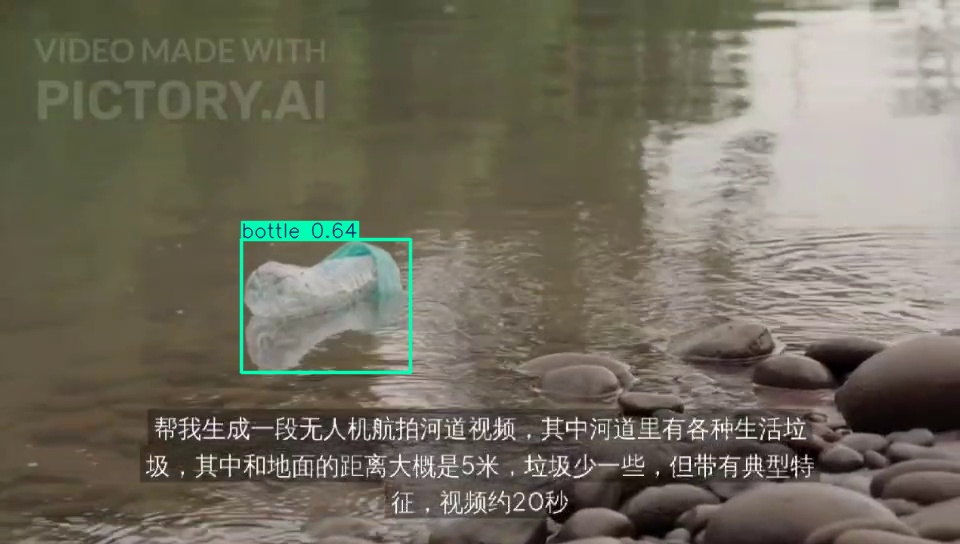 VIDEO MADE WITH
PICTORY.AI
bottle 0.64
帮我生成一段无人机航拍河道视频，其中河道里有各种生活垃
圾，其中和地面的距离大概是5米，垃圾少一些，但带有典型特
征，视频约20秒